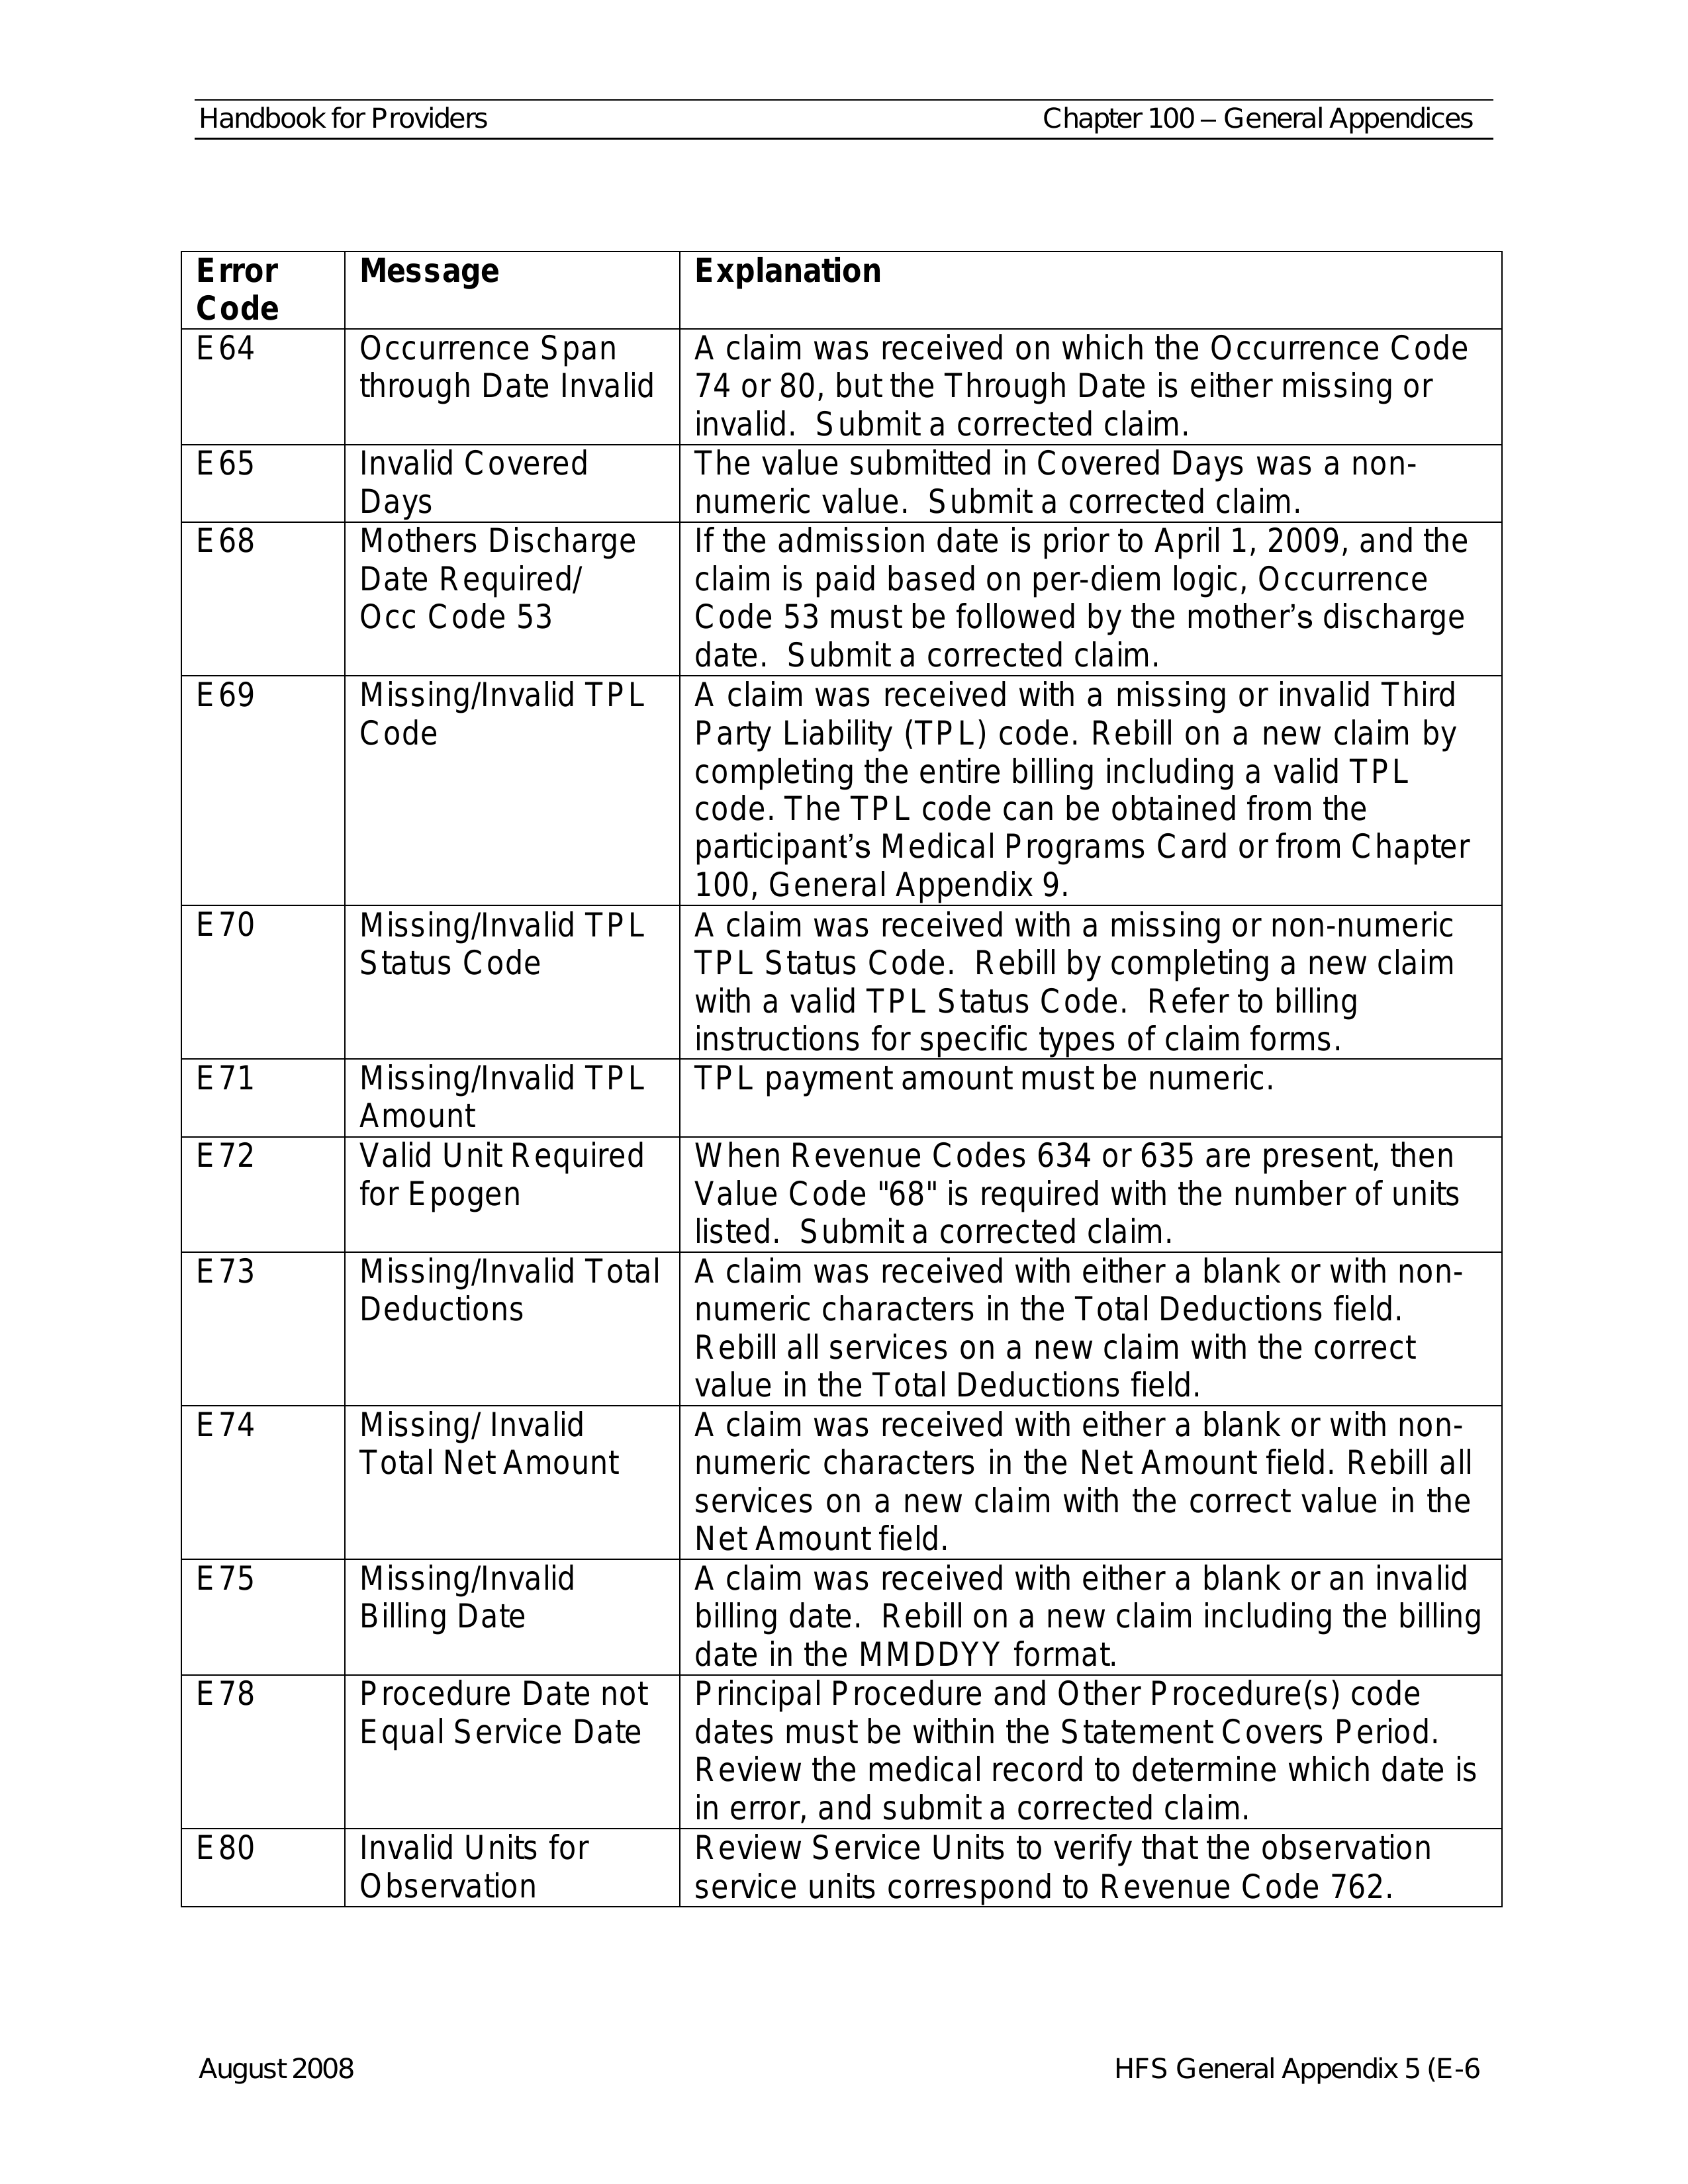 Handbook for Providers Chapter 100 – General Appendices
Error Code Message Explanation
E64 Occurrence Span through Date Invalid A claim was received on which the Occurrence Code
74 or 80, but the Through Date is either missing or
invalid. Submit a corrected claim.
E65 Invalid Covered Days The value submitted in Covered Days was a non-
numeric value. Submit a corrected claim.
E68 Mothers Discharge Date Required/ Occ Code 53 If the admission date is prior to April 1, 2009, and the
claim is paid based on per-diem logic, Occurrence
Code 53 must be followed by the mother’s discharge
date. Submit a corrected claim.
E69 Missing/Invalid TPL Code A claim was received with a missing or invalid Third
Party Liability (TPL) code. Rebill on a new claim by
completing the entire billing including a valid TPL
code. The TPL code can be obtained from the
participant’s Medical Programs Card or from Chapter
100, General Appendix 9.
E70 Missing/Invalid TPL Status Code A claim was received with a missing or non-numeric
TPL Status Code. Rebill by completing a new claim
with a valid TPL Status Code. Refer to billing
instructions for specific types of claim forms.
E71 Missing/Invalid TPL Amount TPL payment amount must be numeric.
E72 Valid Unit Required for Epogen When Revenue Codes 634 or 635 are present, then
Value Code "68" is required with the number of units
listed. Submit a corrected claim.
E73 Missing/Invalid Total Deductions A claim was received with either a blank or with non-
numeric characters in the Total Deductions field.
Rebill all services on a new claim with the correct
value in the Total Deductions field.
E74 Missing/ Invalid Total Net Amount A claim was received with either a blank or with non-
numeric characters in the Net Amount field. Rebill all
services on a new claim with the correct value in the
Net Amount field.
E75 Missing/Invalid Billing Date A claim was received with either a blank or an invalid
billing date. Rebill on a new claim including the billing
date in the MMDDYY format.
E78 Procedure Date not Equal Service Date Principal Procedure and Other Procedure(s) code
dates must be within the Statement Covers Period.
Review the medical record to determine which date is
in error, and submit a corrected claim.
E80 Invalid Units for Observation Review Service Units to verify that the observation
service units correspond to Revenue Code 762.
August 2008 HFS General Appendix 5 (E-6